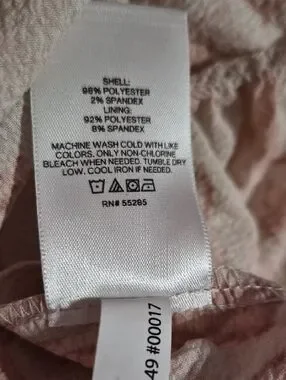 SHELL:
98% POLYESTER
2% SPANDEX
LINING:
92% POLYESTER
8% SPANDEX
MACHINE WASH COLD WITH LIKE
COLORS. ONLY NON-CHLORINE
BLEACH WHEN NEEDED. TUMBLE DRY
LOW. COOL IRON IF NEEDED.
RN# 55285
49 #00017